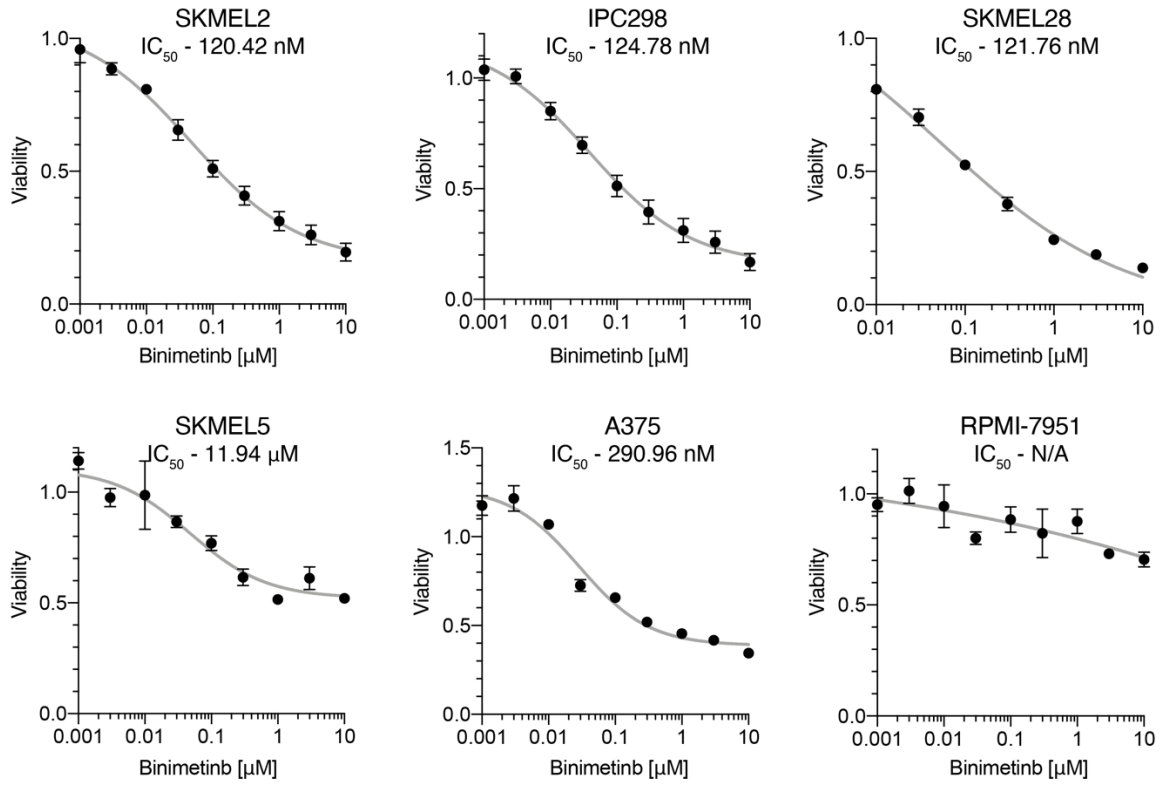 SKMEL2
IC50 - 120.42 nM
1.0
0.5
0.0
Viability
0.001 0.01 0.1 1 10
Binimetinb [µM]
IPC298
IC50 - 124.78 nM
1.0
0.5
0.0
Viability
0.001 0.01 0.1 1 10
Binimetinb [µM]
SKMEL28
IC50 - 121.76 nM
1.0
0.5
0.0
Viability
0.01 0.1 1 10
Binimetinb [µM]
SKMEL5
IC50 - 11.94 µM
1.0
0.5
0.0
Viability
0.001 0.01 0.1 1 10
Binimetinb [µM]
A375
IC50 - 290.96 nM
1.5
1.0
0.5
0.0
Viability
0.001 0.01 0.1 1 10
Binimetinb [µM]
RPMI-7951
IC50 - N/A
1.0
0.5
0.0
Viability
0.001 0.01 0.1 1 10
Binimetinb [µM]